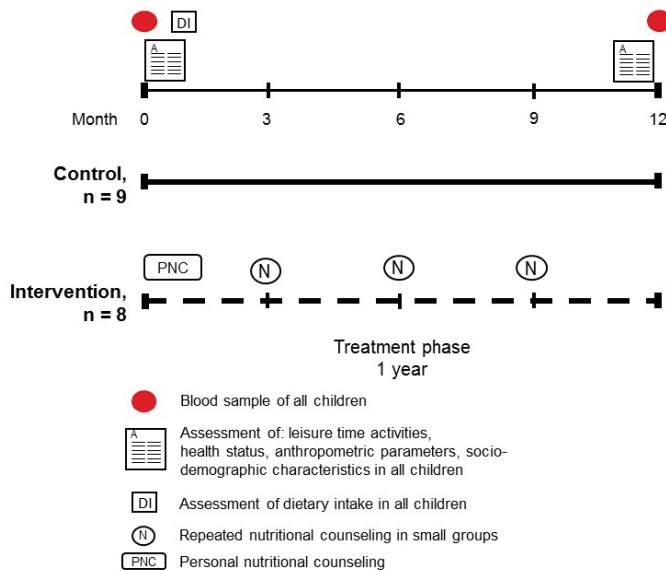 DI
A
A
Month 0 3 6 9 12
Control,
n = 9
PNC N N N
Intervention,
n = 8
Treatment phase
1 year
Blood sample of all children
A
Assessment of: leisure time activities,
health status, anthropometric parameters, socio-
demographic characteristics in all children
DI Assessment of dietary intake in all children
N Repeated nutritional counseling in small groups
PNC Personal nutritional counseling